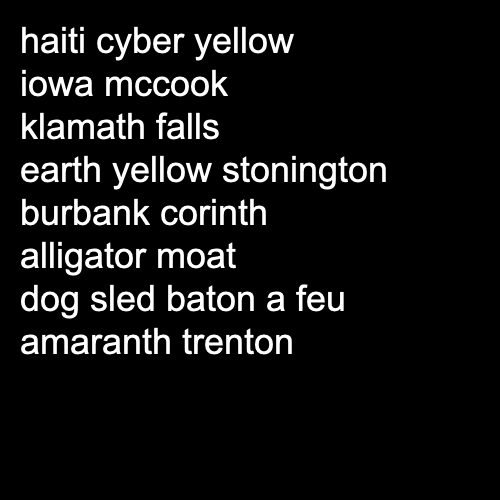 haiti cyber yellow
iowa mccook
klamath falls
earth yellow stonington
burbank corinth
alligator moat
dog sled baton a feu
amaranth trenton